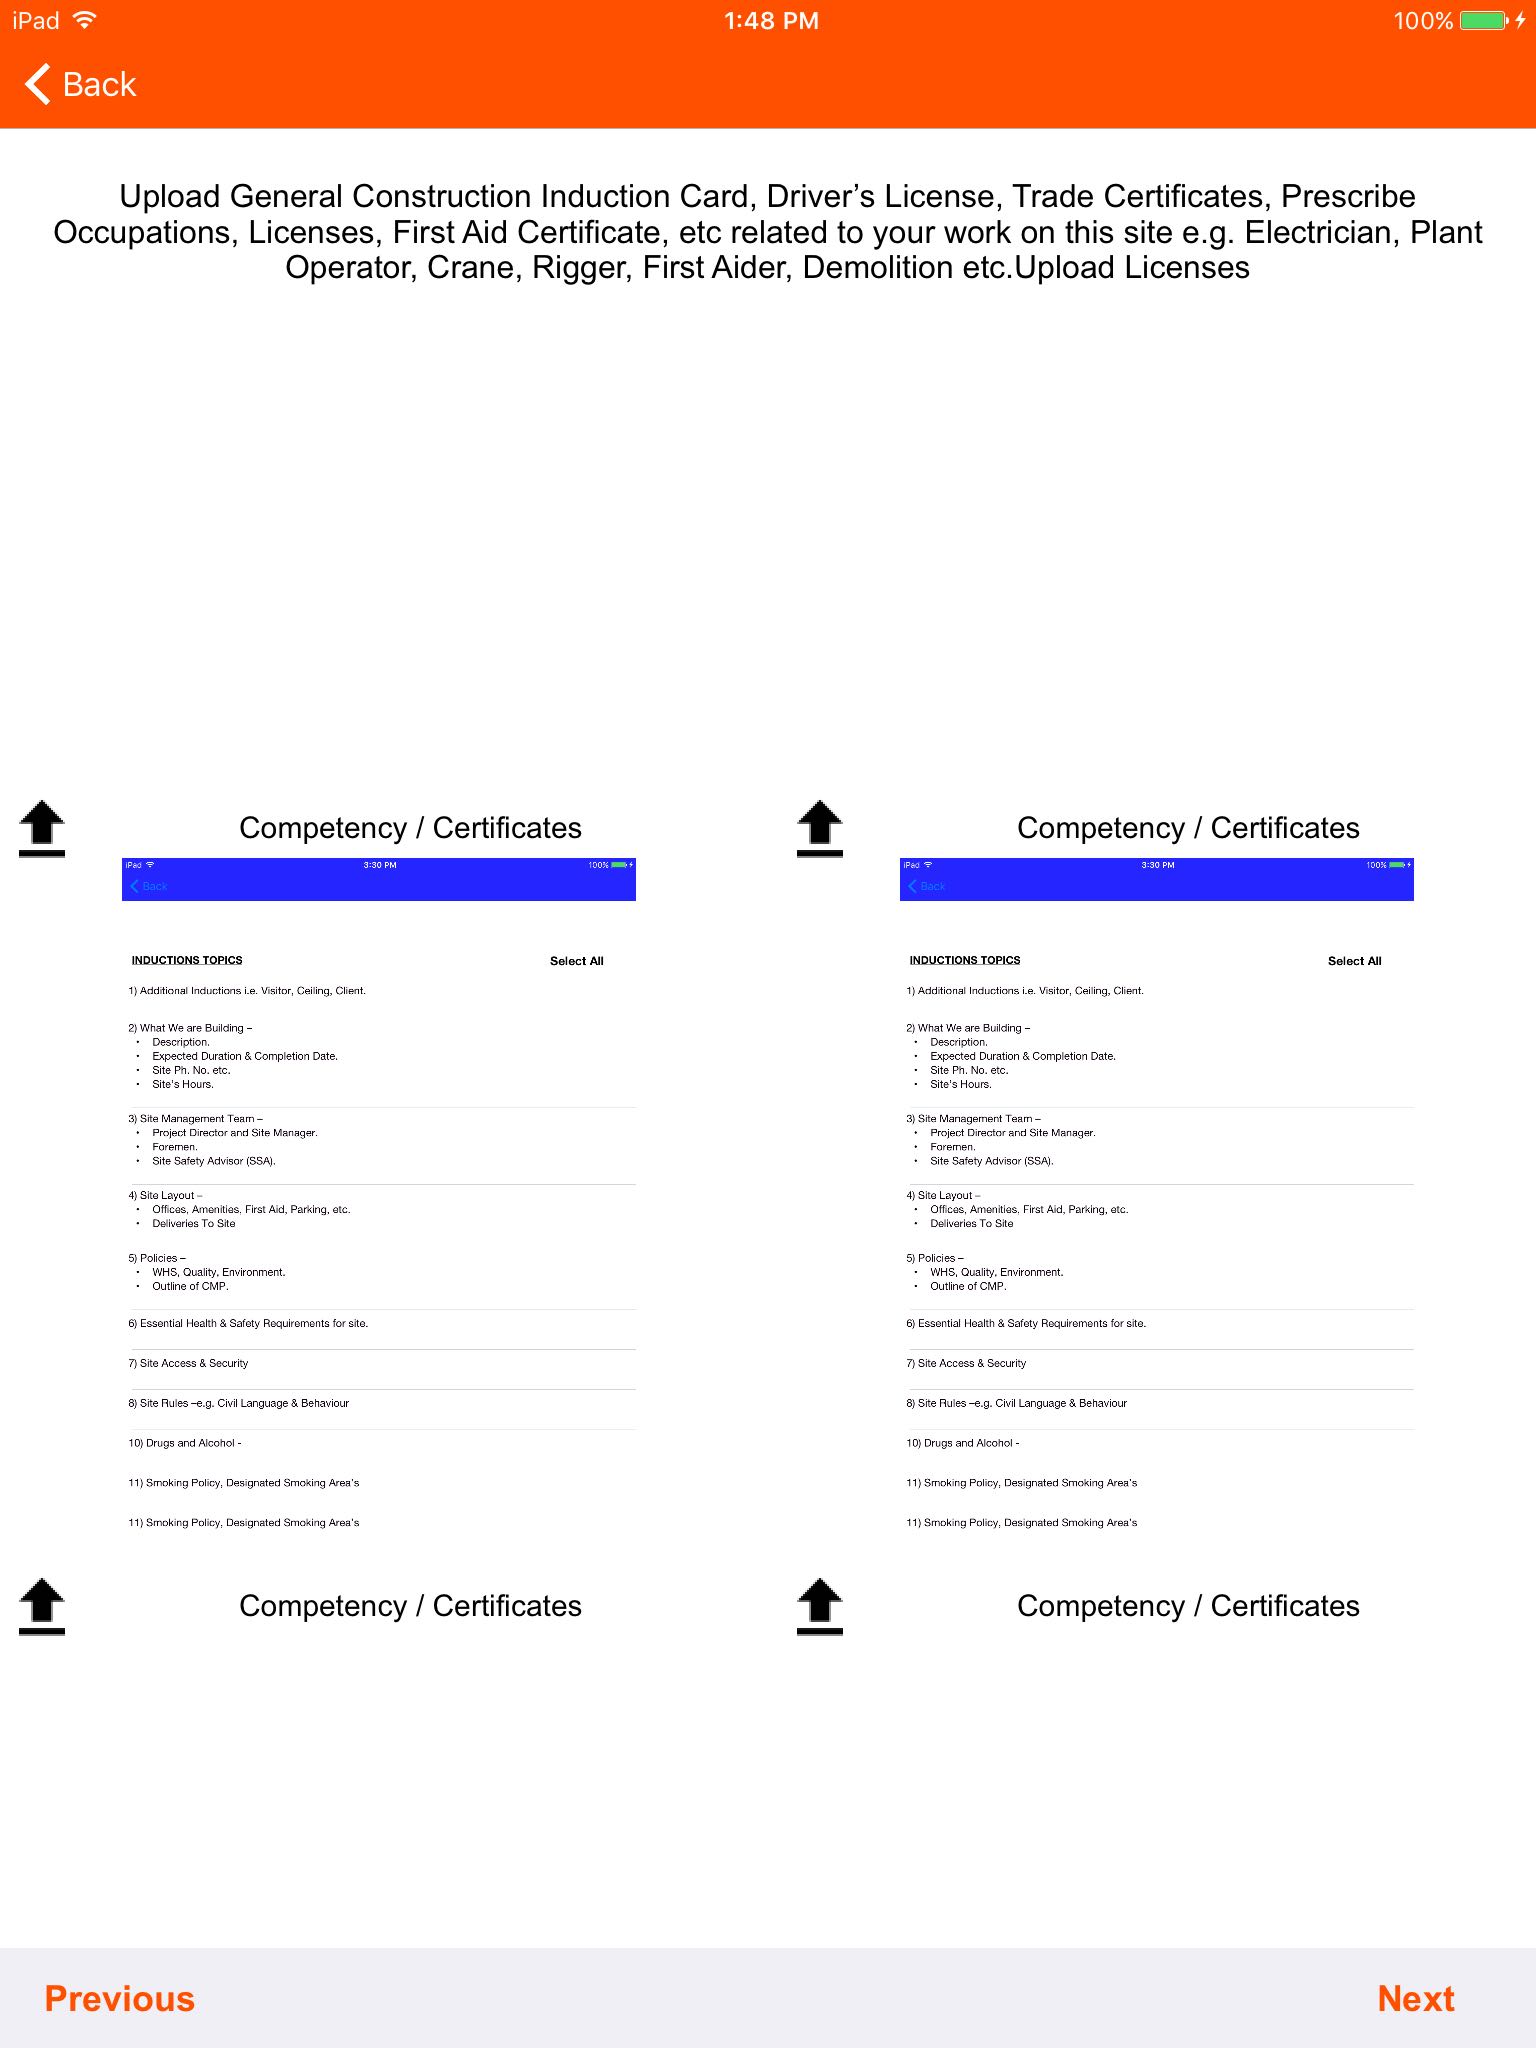 iPad 1:48 PM 100%
Back
Upload General Construction Induction Card, Driver’s License, Trade Certificates, Prescribe
Occupations, Licenses, First Aid Certificate, etc related to your work on this site e.g. Electrician, Plant
Operator, Crane, Rigger, First Aider, Demolition etc.Upload Licenses
Competency / Certificates
iPad 3:30 PM 100%
Back
INDUCTIONS TOPICS Select All
1) Additional Inductions i.e. Visitor, Ceiling, Client.
2) What We are Building –
• Description.
• Expected Duration & Completion Date.
• Site Ph. No. etc.
• Site's Hours.
3) Site Management Team –
• Project Director and Site Manager.
• Foremen.
• Site Safety Advisor (SSA).
4) Site Layout –
• Offices, Amenities, First Aid, Parking, etc.
• Deliveries To Site
5) Policies –
• WHS, Quality, Environment.
• Outline of CMP.
6) Essential Health & Safety Requirements for site.
7) Site Access & Security
8) Site Rules –e.g. Civil Language & Behaviour
10) Drugs and Alcohol -
11) Smoking Policy, Designated Smoking Area's
11) Smoking Policy, Designated Smoking Area's
Competency / Certificates
iPad 3:30 PM 100%
Back
INDUCTIONS TOPICS Select All
1) Additional Inductions i.e. Visitor, Ceiling, Client.
2) What We are Building –
• Description.
• Expected Duration & Completion Date.
• Site Ph. No. etc.
• Site's Hours.
3) Site Management Team –
• Project Director and Site Manager.
• Foremen.
• Site Safety Advisor (SSA).
4) Site Layout –
• Offices, Amenities, First Aid, Parking, etc.
• Deliveries To Site
5) Policies –
• WHS, Quality, Environment.
• Outline of CMP.
6) Essential Health & Safety Requirements for site.
7) Site Access & Security
8) Site Rules –e.g. Civil Language & Behaviour
10) Drugs and Alcohol -
11) Smoking Policy, Designated Smoking Area's
11) Smoking Policy, Designated Smoking Area's
Competency / Certificates
Competency / Certificates
Previous Next